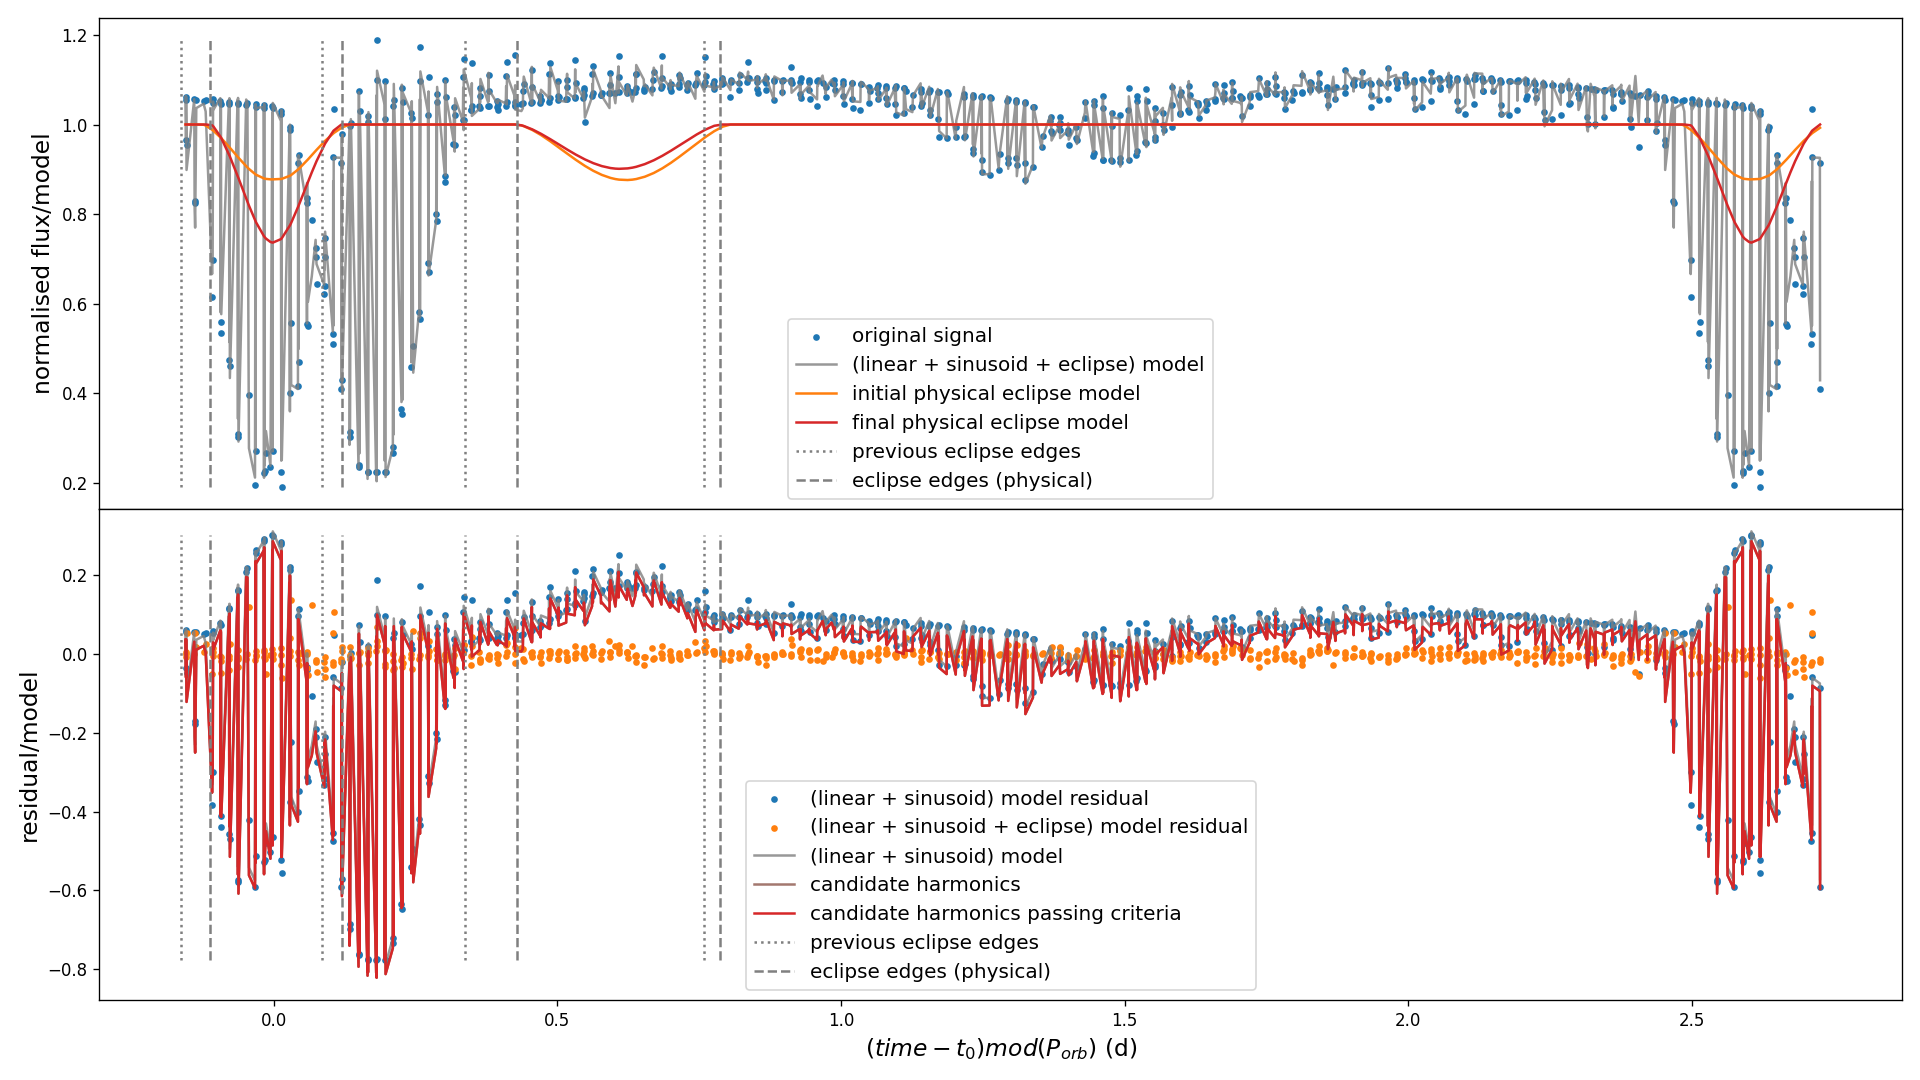 normalised flux/model
1.2
1.0
0.8
0.6
0.4
0.2
original signal
(linear + sinusoid + eclipse) model
initial physical eclipse model
final physical eclipse model
previous eclipse edges
eclipse edges (physical)
residual/model
0.2
0.0
−0.2
−0.4
−0.6
−0.8
(linear + sinusoid) model residual
(linear + sinusoid + eclipse) model residual
(linear + sinusoid) model
candidate harmonics
candidate harmonics passing criteria
previous eclipse edges
eclipse edges (physical)
0.0 0.5 1.0 1.5 2.0 2.5
(time − t₀)mod(Pₒᵣb) (d)